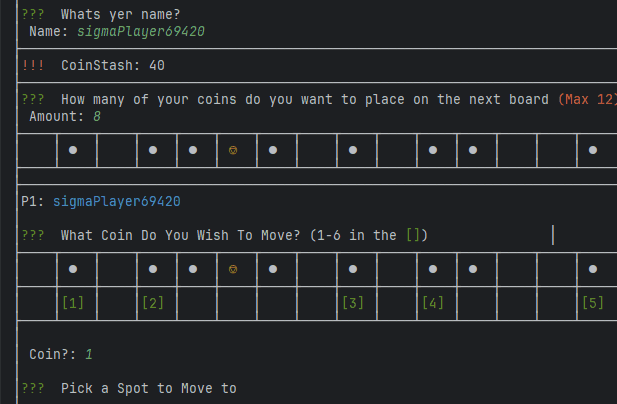 ???  Whats yer name?
Name: sigmaPlayer69420
!!!  CoinStash: 40
???  How many of your coins do you want to place on the next board (Max 12)
Amount: 8
P1: sigmaPlayer69420
???  What Coin Do You Wish To Move? (1-6 in the [])
[1] [2] [3] [4] [5]
Coin?: 1
???  Pick a Spot to Move to